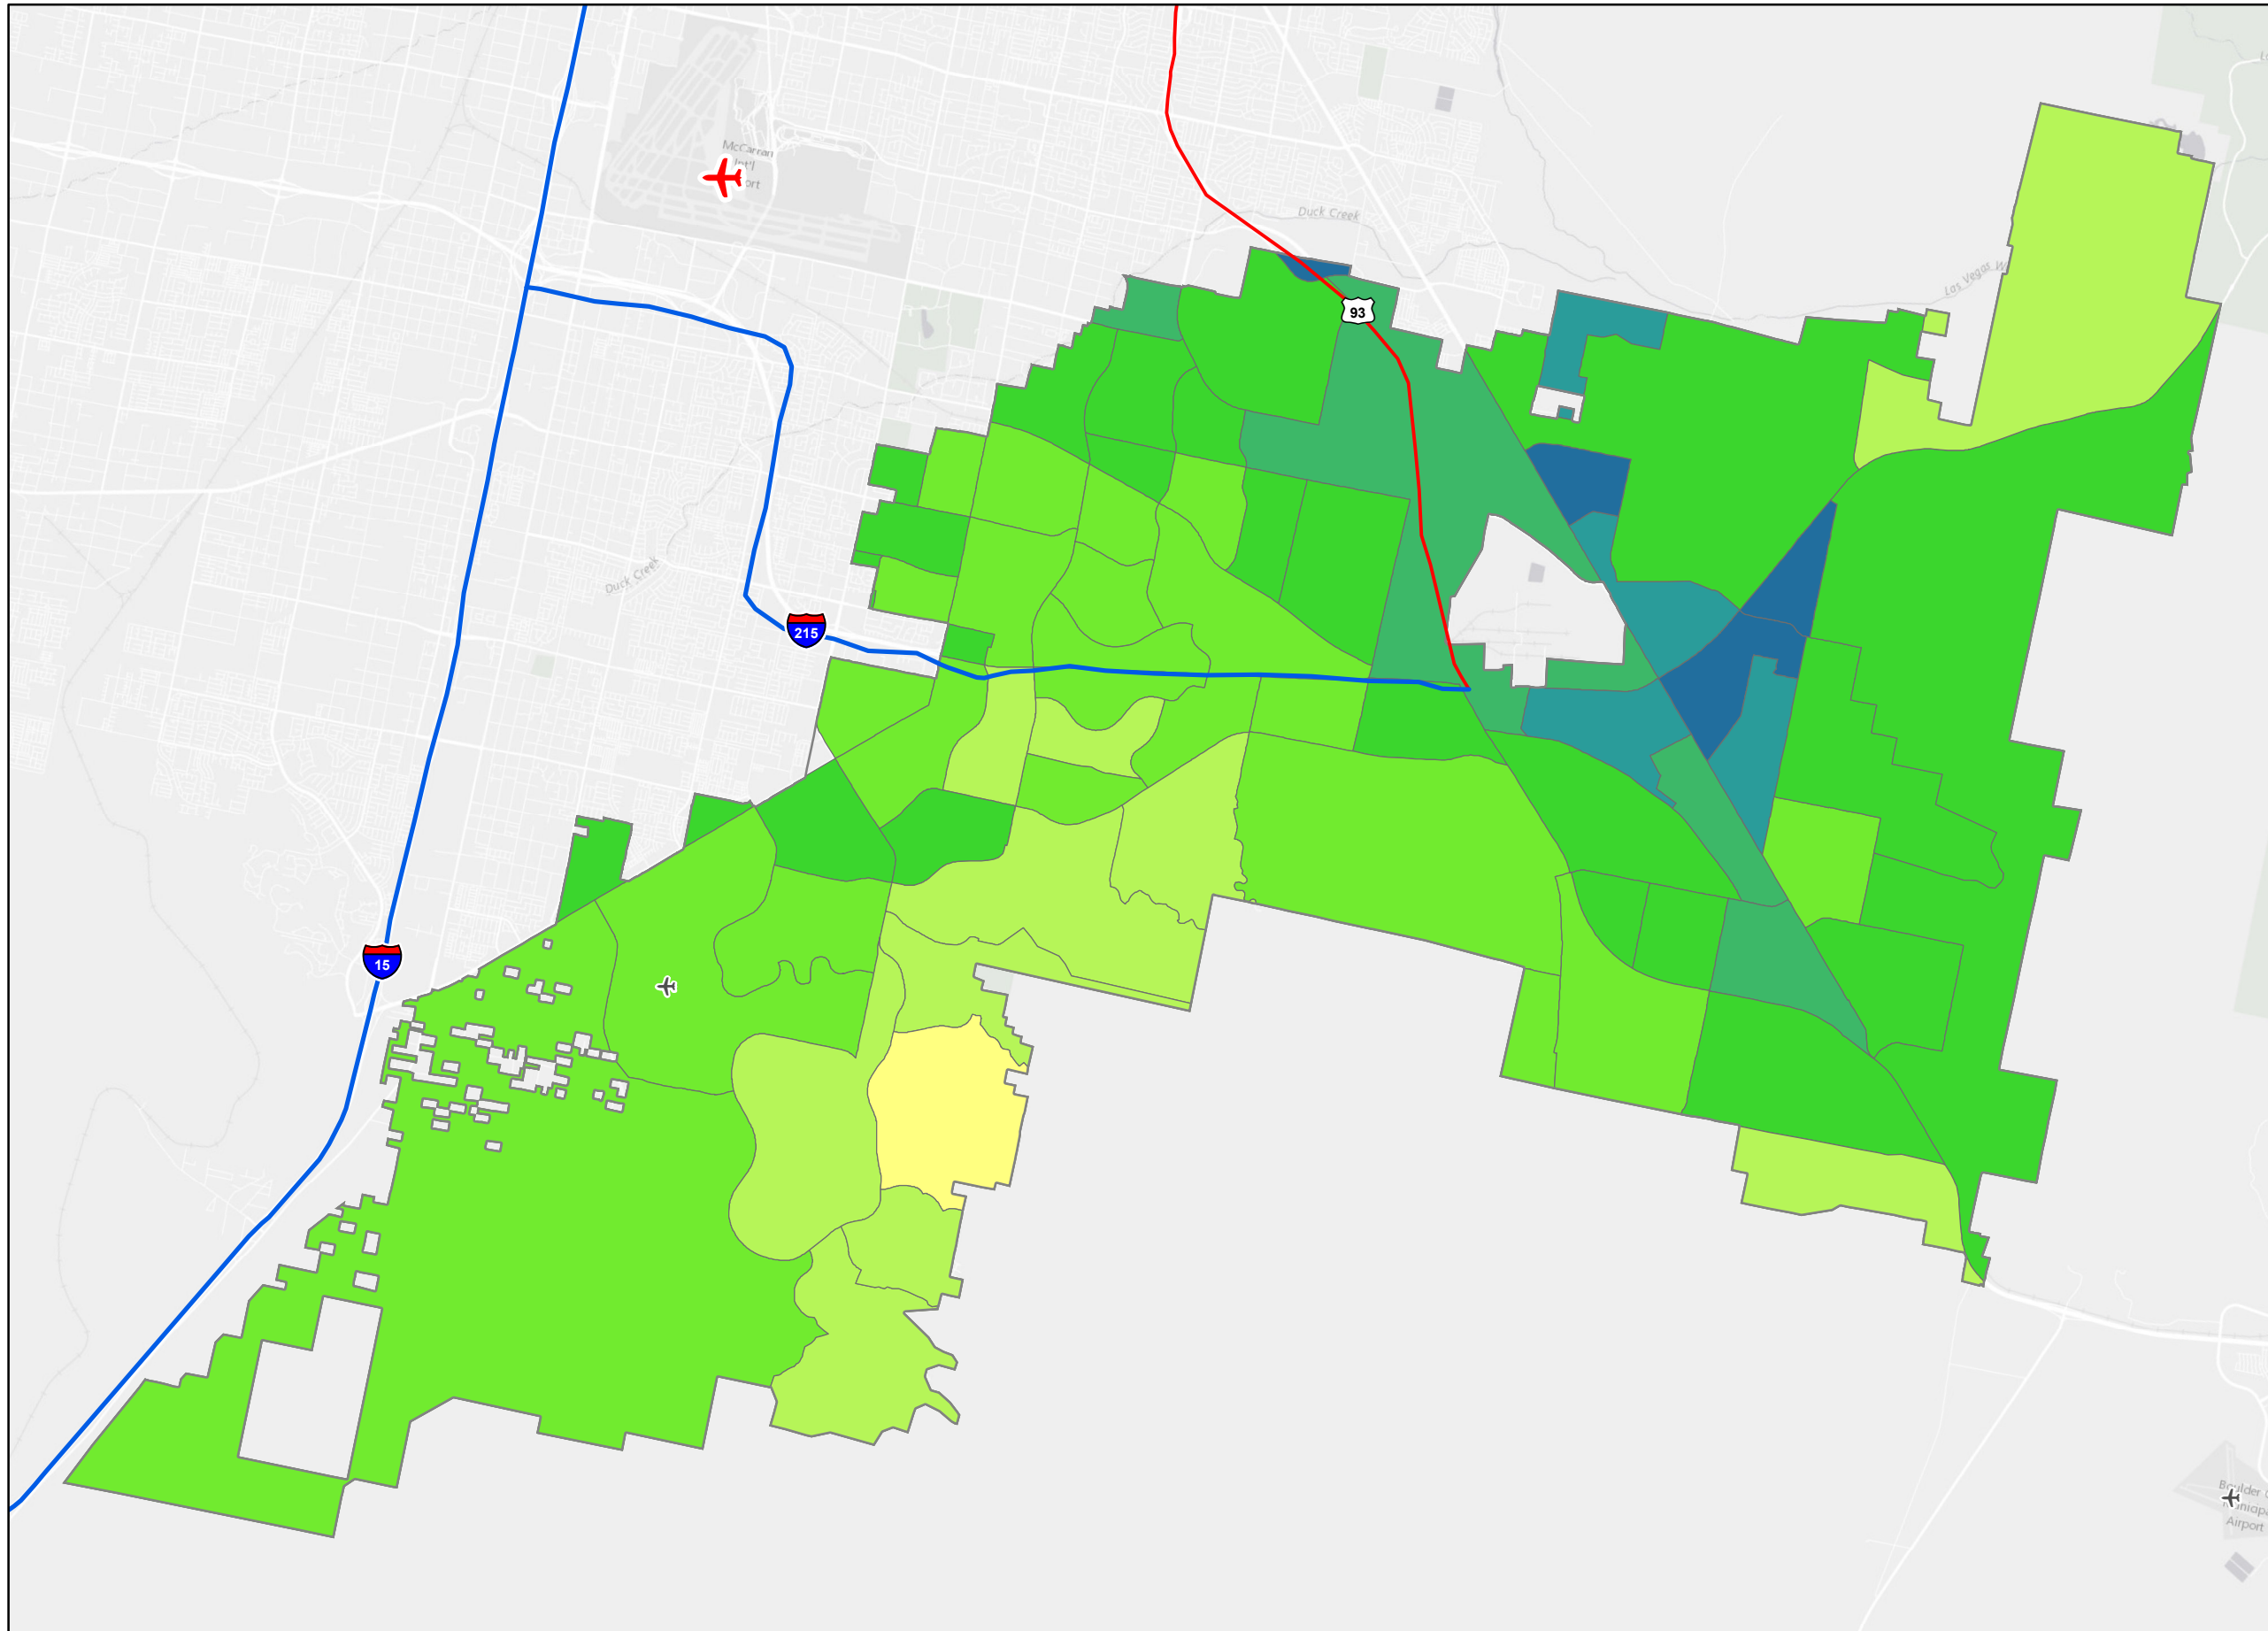 McCarran
Int'l
Duck Creek
Las Vegas W
93
Duck Creek
215
15
Airport